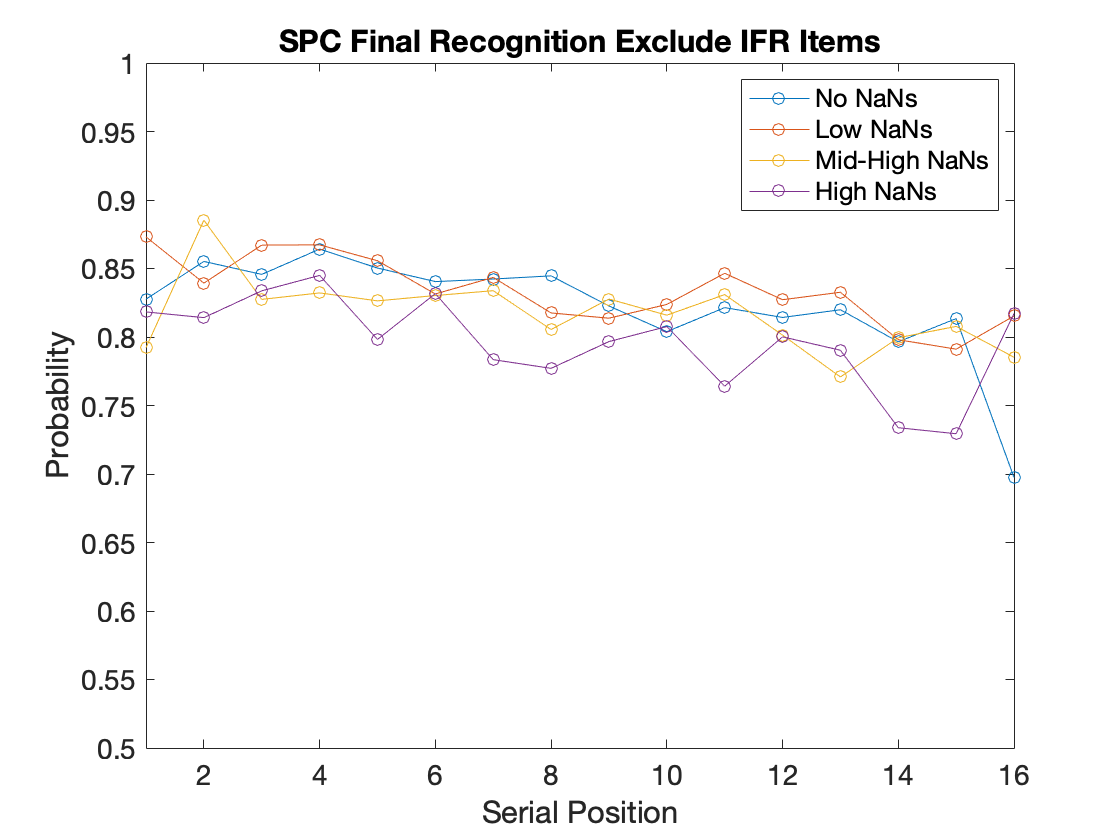 SPC Final Recognition Exclude IFR Items
1
0.95
0.9
0.85
0.8
0.75
0.7
0.65
0.6
0.55
0.5
Probability
No NaNs
Low NaNs
Mid-High NaNs
High NaNs
2 4 6 8 10 12 14 16
Serial Position